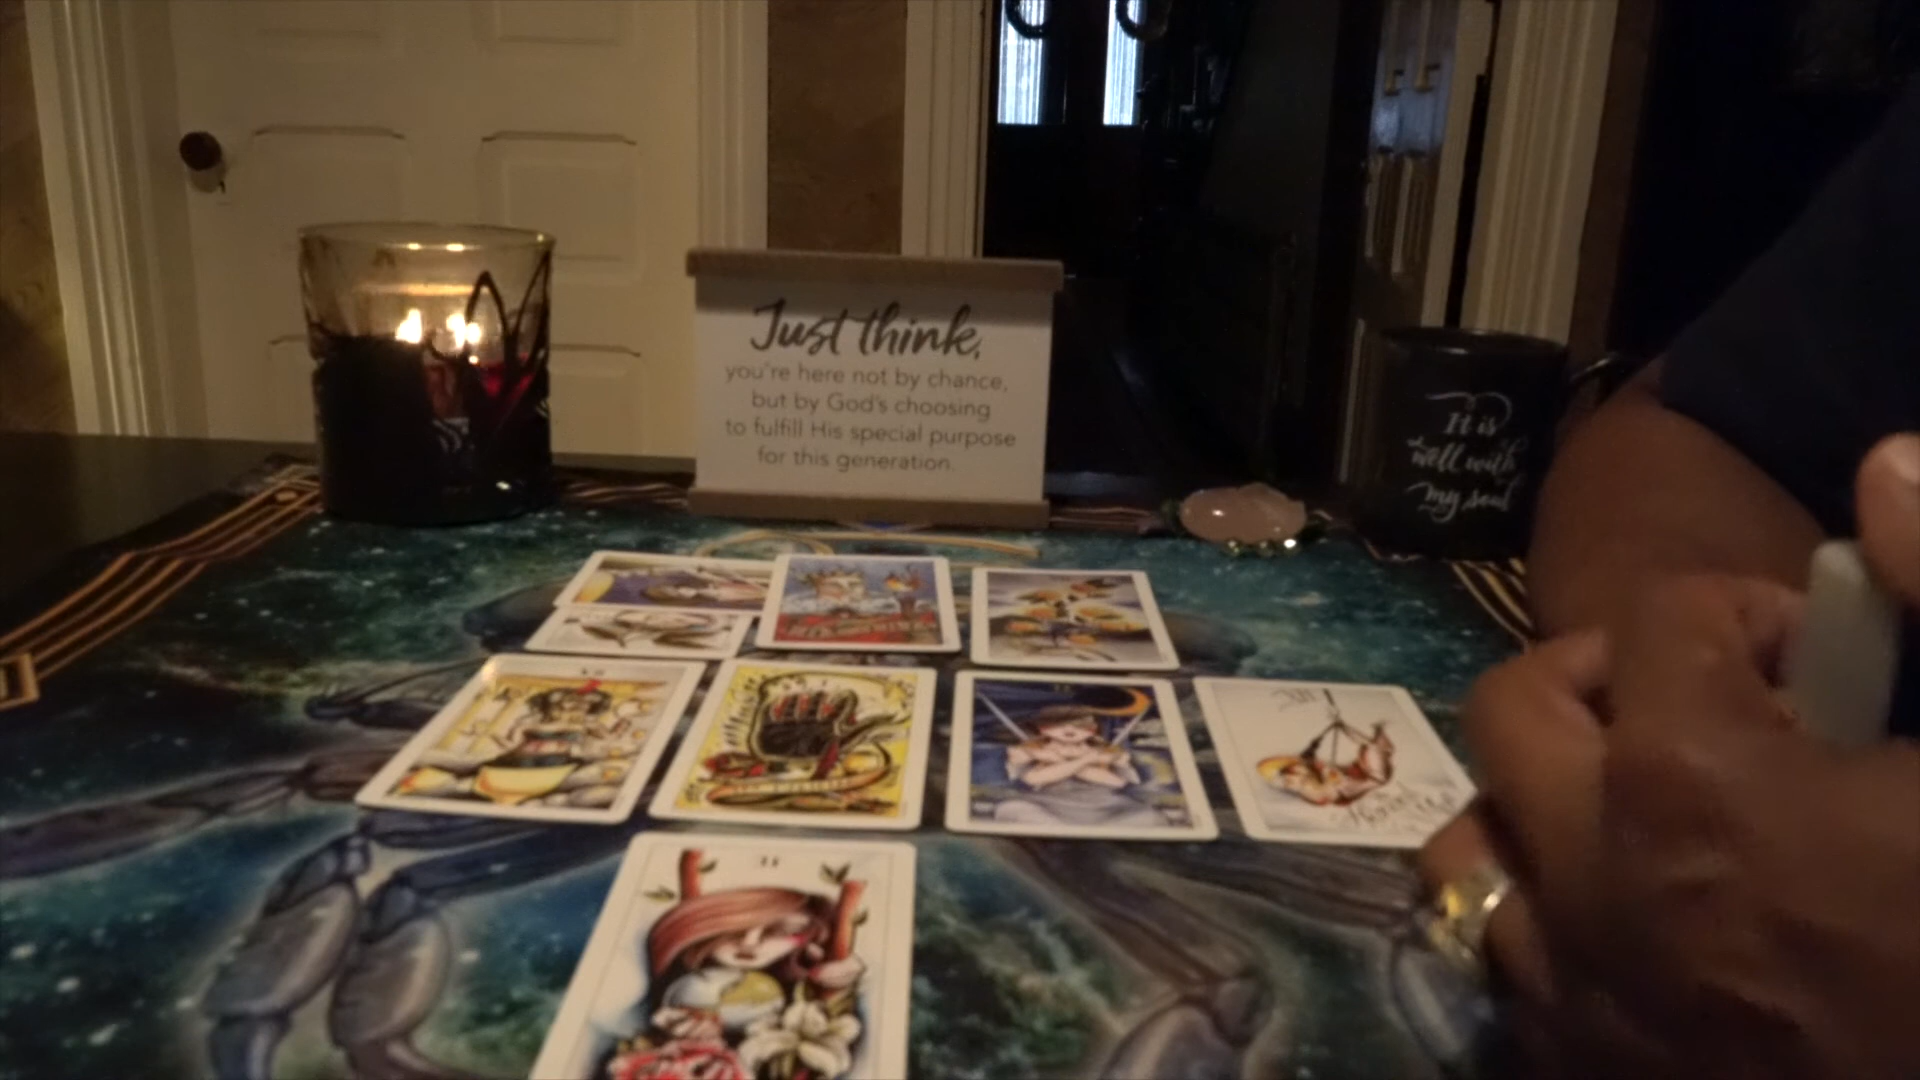 Just think,
you're here not by chance,
but by God's choosing
to fulfill His special purpose
for this generation.
It is
well with
my soul
II